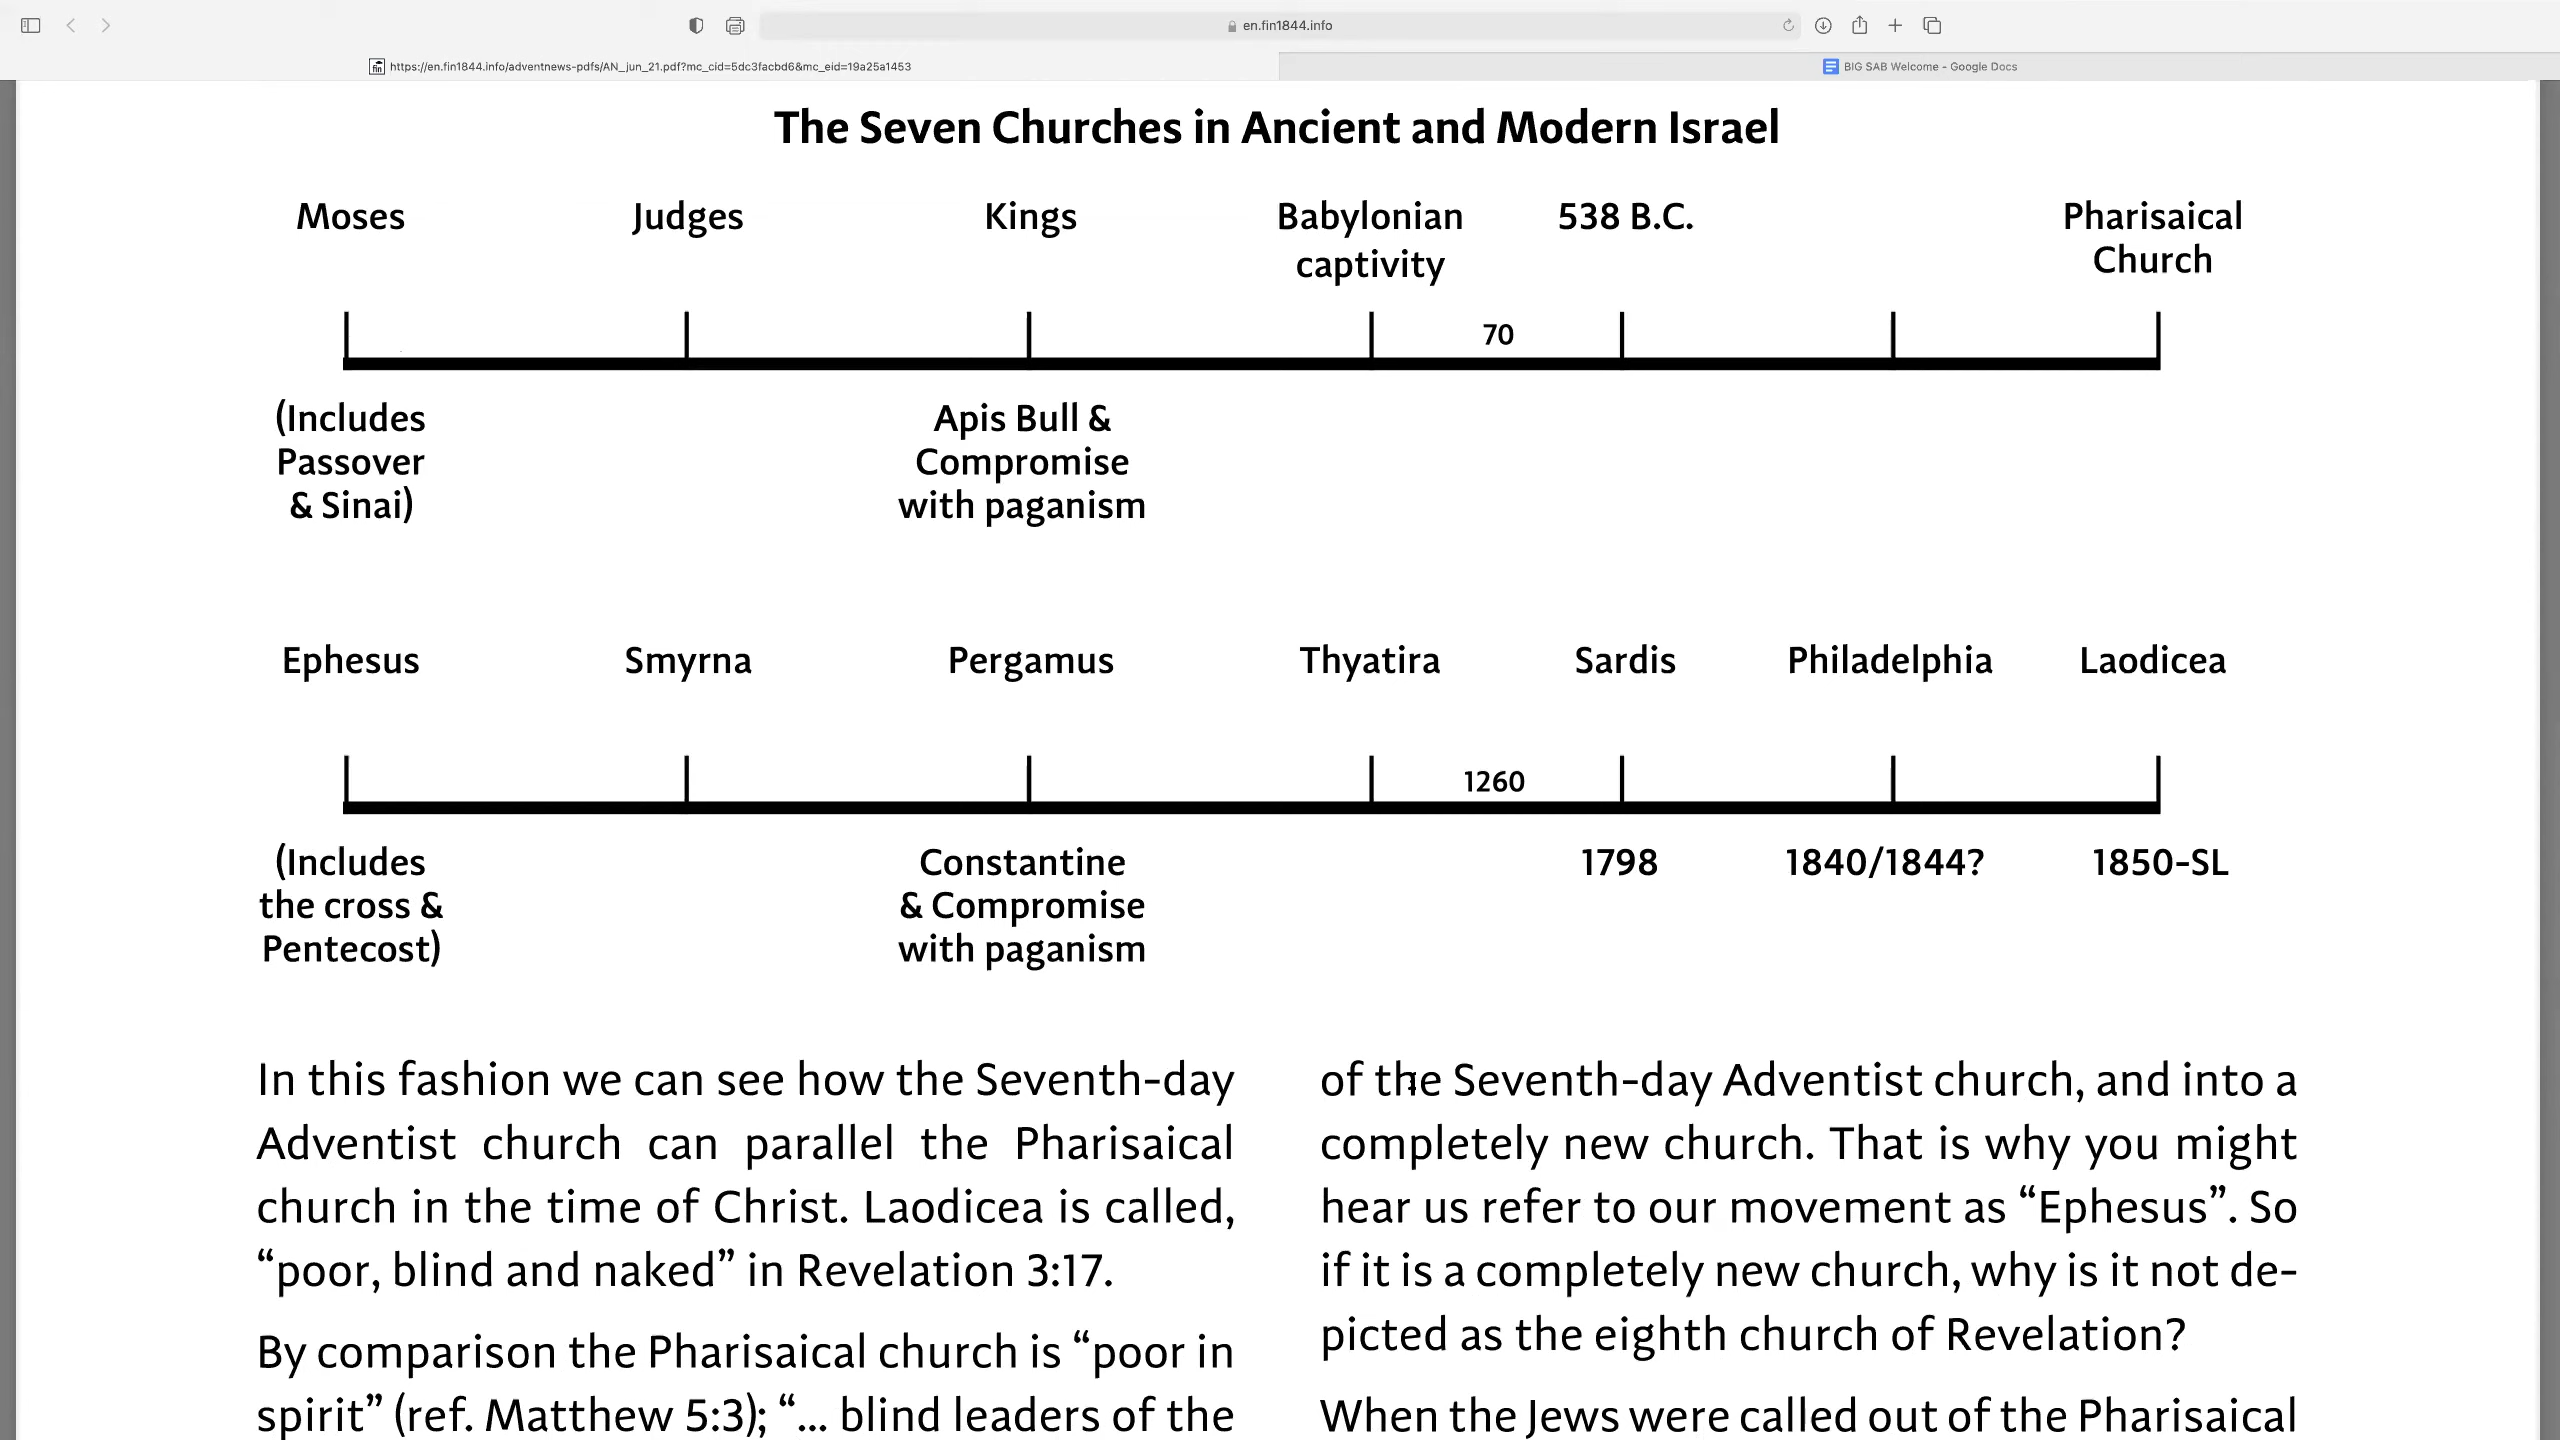 en.fin1844.info
https://en.fin1844.info/adventnews-pdfs/AN_jun_21.pdf?mc_cid=5dc3facbd6&mc_eid=19a25a1453
BIG SAB Welcome - Google Docs
The Seven Churches in Ancient and Modern Israel
Moses
Judges
Kings
Babylonian
captivity
538 B.C.
Pharisaical
Church
70
(Includes
Passover
& Sinai)
Apis Bull &
Compromise
with paganism
Ephesus
Smyrna
Pergamus
Thyatira
Sardis
Philadelphia
Laodicea
1260
(Includes
the cross &
Pentecost)
Constantine
& Compromise
with paganism
1798
1840/1844?
1850-SL
In this fashion we can see how the Seventh-day
Adventist church can parallel the Pharisaical
church in the time of Christ. Laodicea is called,
“poor, blind and naked” in Revelation 3:17.
By comparison the Pharisaical church is “poor in
spirit” (ref. Matthew 5:3); “... blind leaders of the
of the Seventh-day Adventist church, and into a
completely new church. That is why you might
hear us refer to our movement as “Ephesus”. So
if it is a completely new church, why is it not de-
picted as the eighth church of Revelation?
When the Jews were called out of the Pharisaical